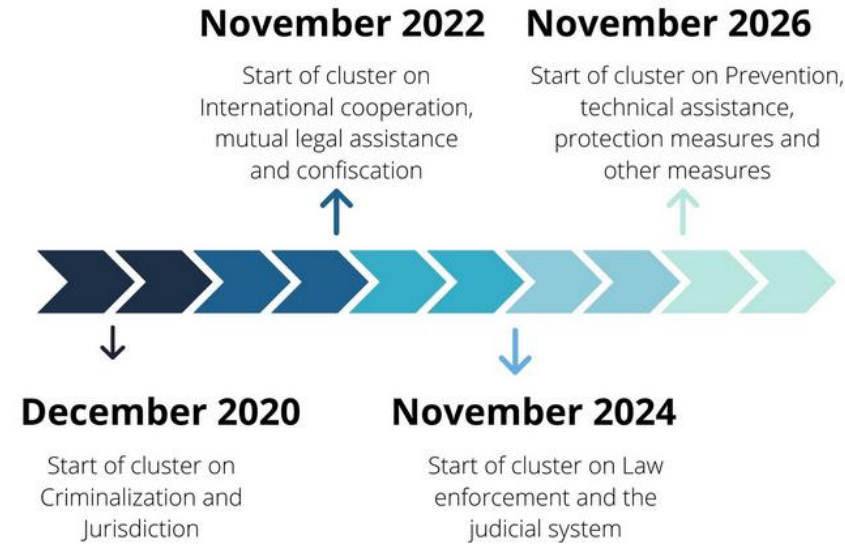 November 2022
Start of cluster on
International cooperation,
mutual legal assistance
and confiscation
November 2026
Start of cluster on Prevention,
technical assistance,
protection measures and
other measures
December 2020
Start of cluster on
Criminalization and
Jurisdiction
November 2024
Start of cluster on Law
enforcement and the
judicial system